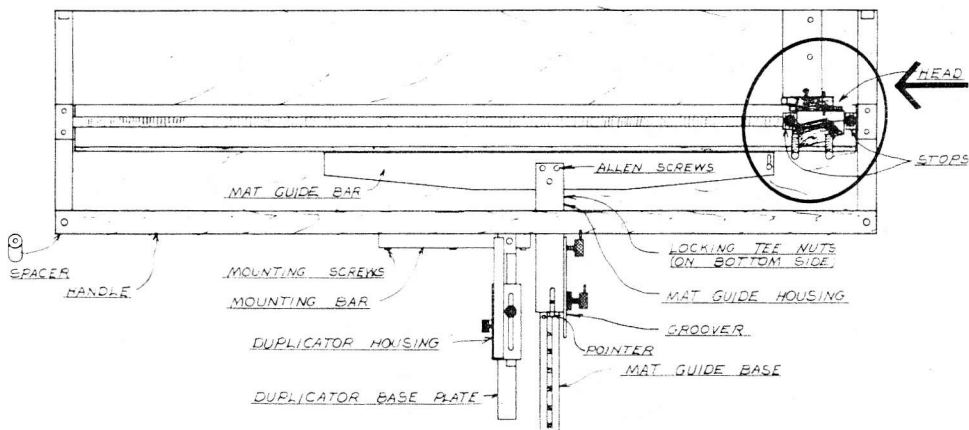 HEAD
STOPS
ALLEN SCREWS
MAT GUIDE BAR
LOCKING TEE NUTS
(ON BOTTOM SIDE)
SPACER
HANDLE
MOUNTING SCREWS
MOUNTING BAR
MAT GUIDE HOUSING
GROOVER
DUPLICATOR HOUSING
POINTER
MAT GUIDE BASE
DUPLICATOR BASE PLATE